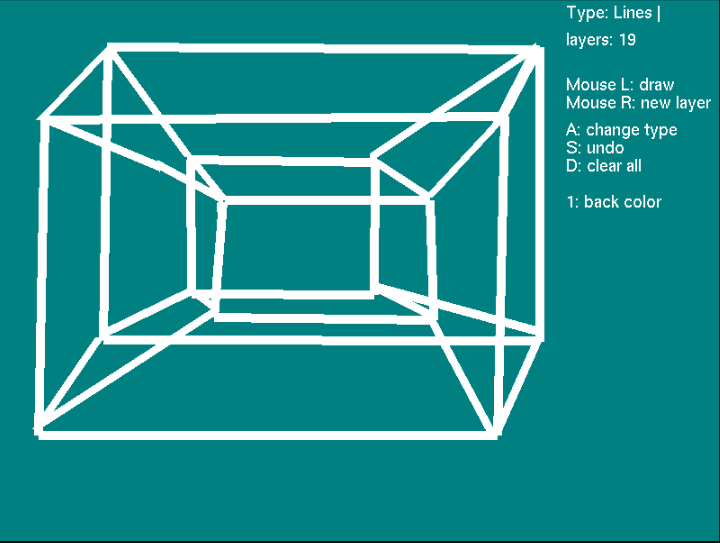 Type: Lines |
layers: 19
Mouse L: draw
Mouse R: new layer
A: change type
S: undo
D: clear all
1: back color